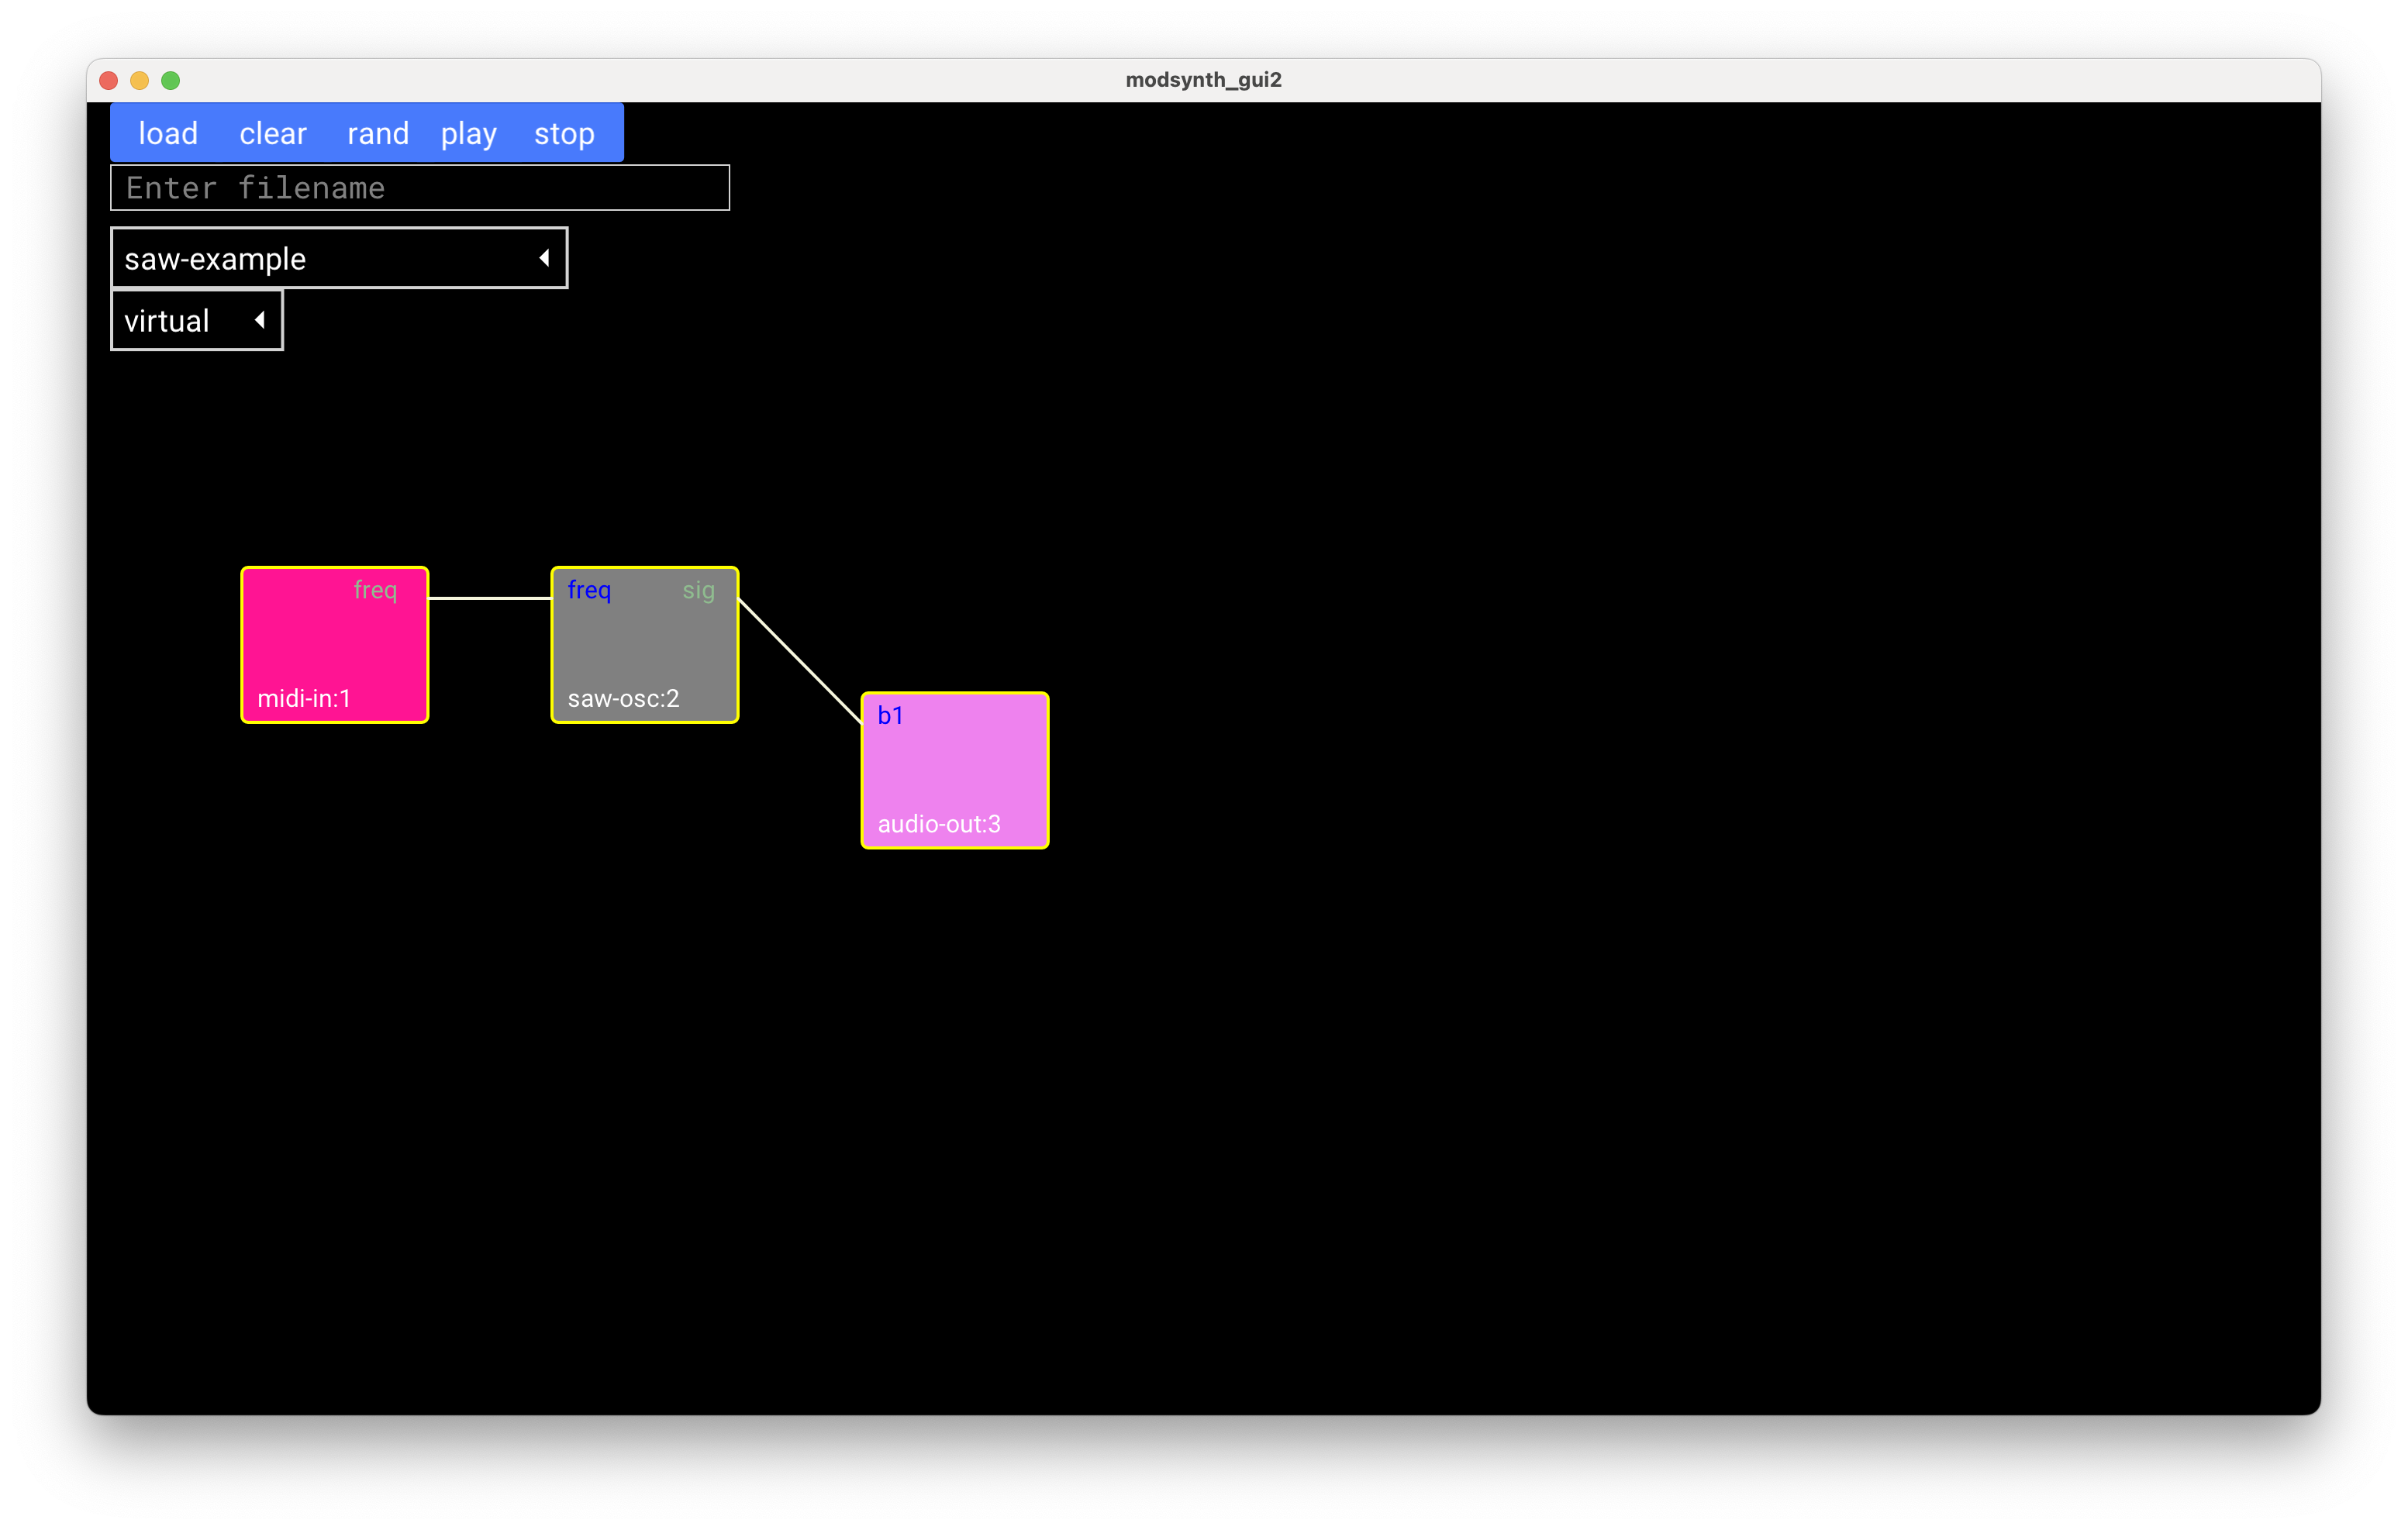 modsynth_gui2
load clear rand play stop
Enter filename
saw-example
virtual
freq freq sig
midi-in:1 saw-osc:2
b1
audio-out:3